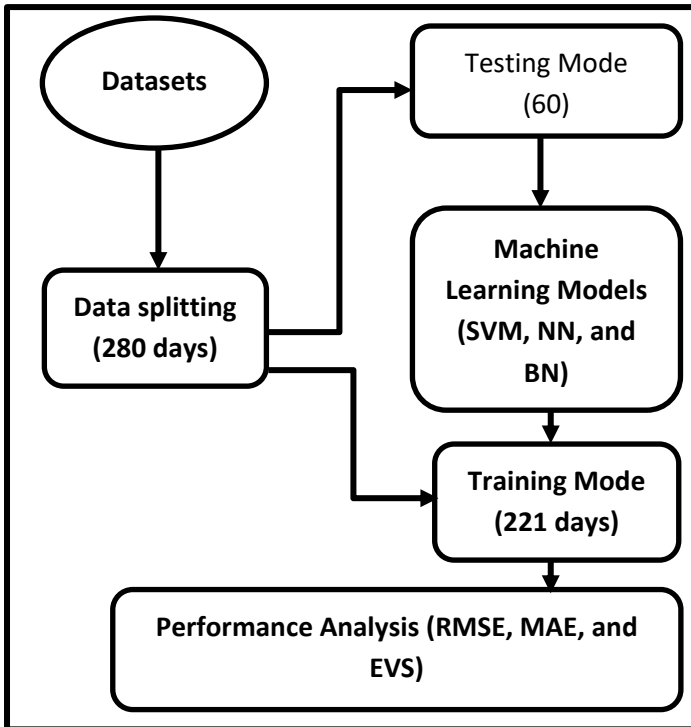 Datasets
Data splitting
(280 days)
Testing Mode
(60)
Machine
Learning Models
(SVM, NN, and
BN)
Training Mode
(221 days)
Performance Analysis (RMSE, MAE, and
EVS)